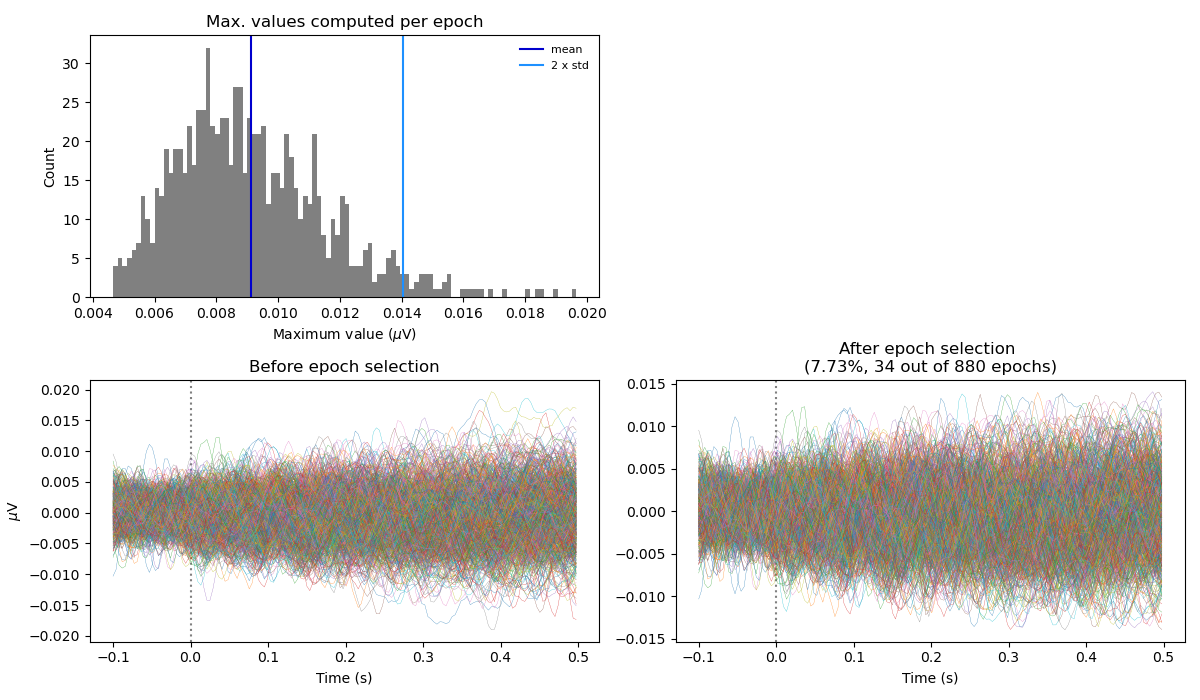 Max. values computed per epoch
Count
30
25
20
15
10
5
0
mean
2 x std
0.004 0.006 0.008 0.010 0.012 0.014 0.016 0.018 0.020
Maximum value (μV)
Before epoch selection
μV
0.020
0.015
0.010
0.005
0.000
−0.005
−0.010
−0.015
−0.020
−0.1 0.0 0.1 0.2 0.3 0.4 0.5
Time (s)
After epoch selection
(7.73%, 34 out of 880 epochs)
0.015
0.010
0.005
0.000
−0.005
−0.010
−0.015
−0.1 0.0 0.1 0.2 0.3 0.4 0.5
Time (s)